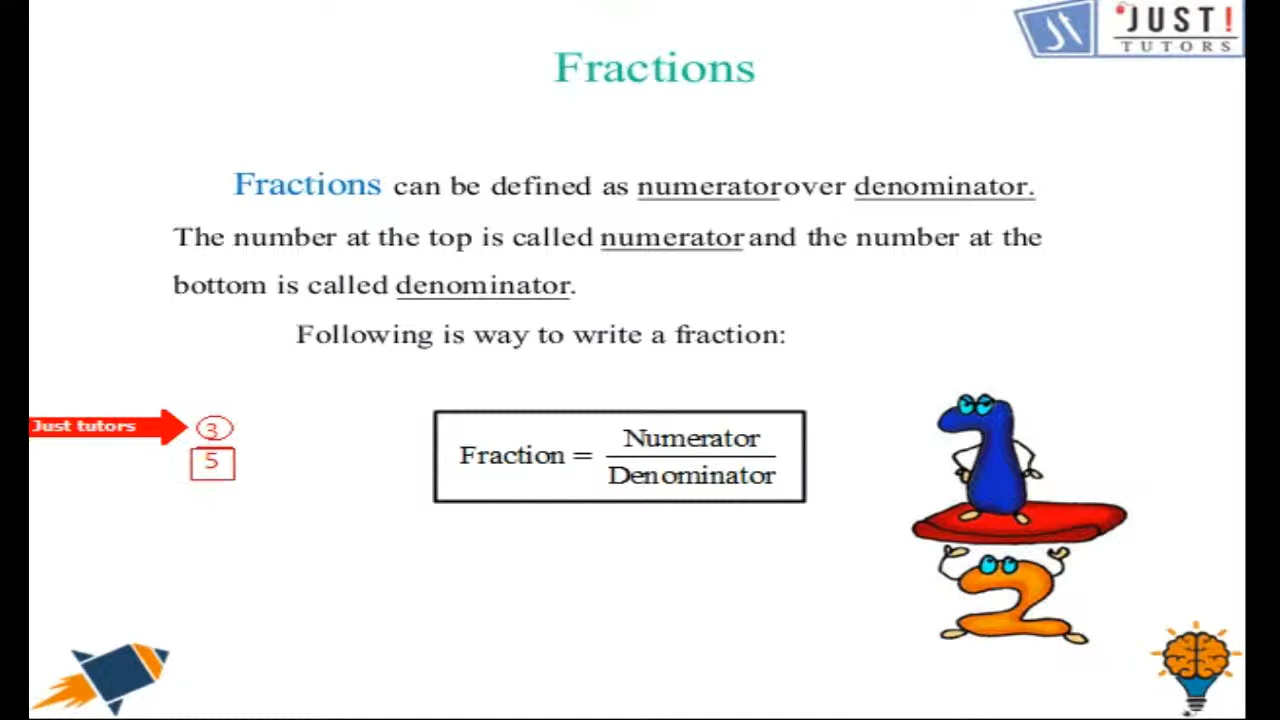 JUST!
TUTORS
Fractions
Fractions can be defined as numerator over denominator.
The number at the top is called numerator and the number at the
bottom is called denominator.
Following is way to write a fraction:
Just tutors
3
5
Fraction = Numerator
Denominator